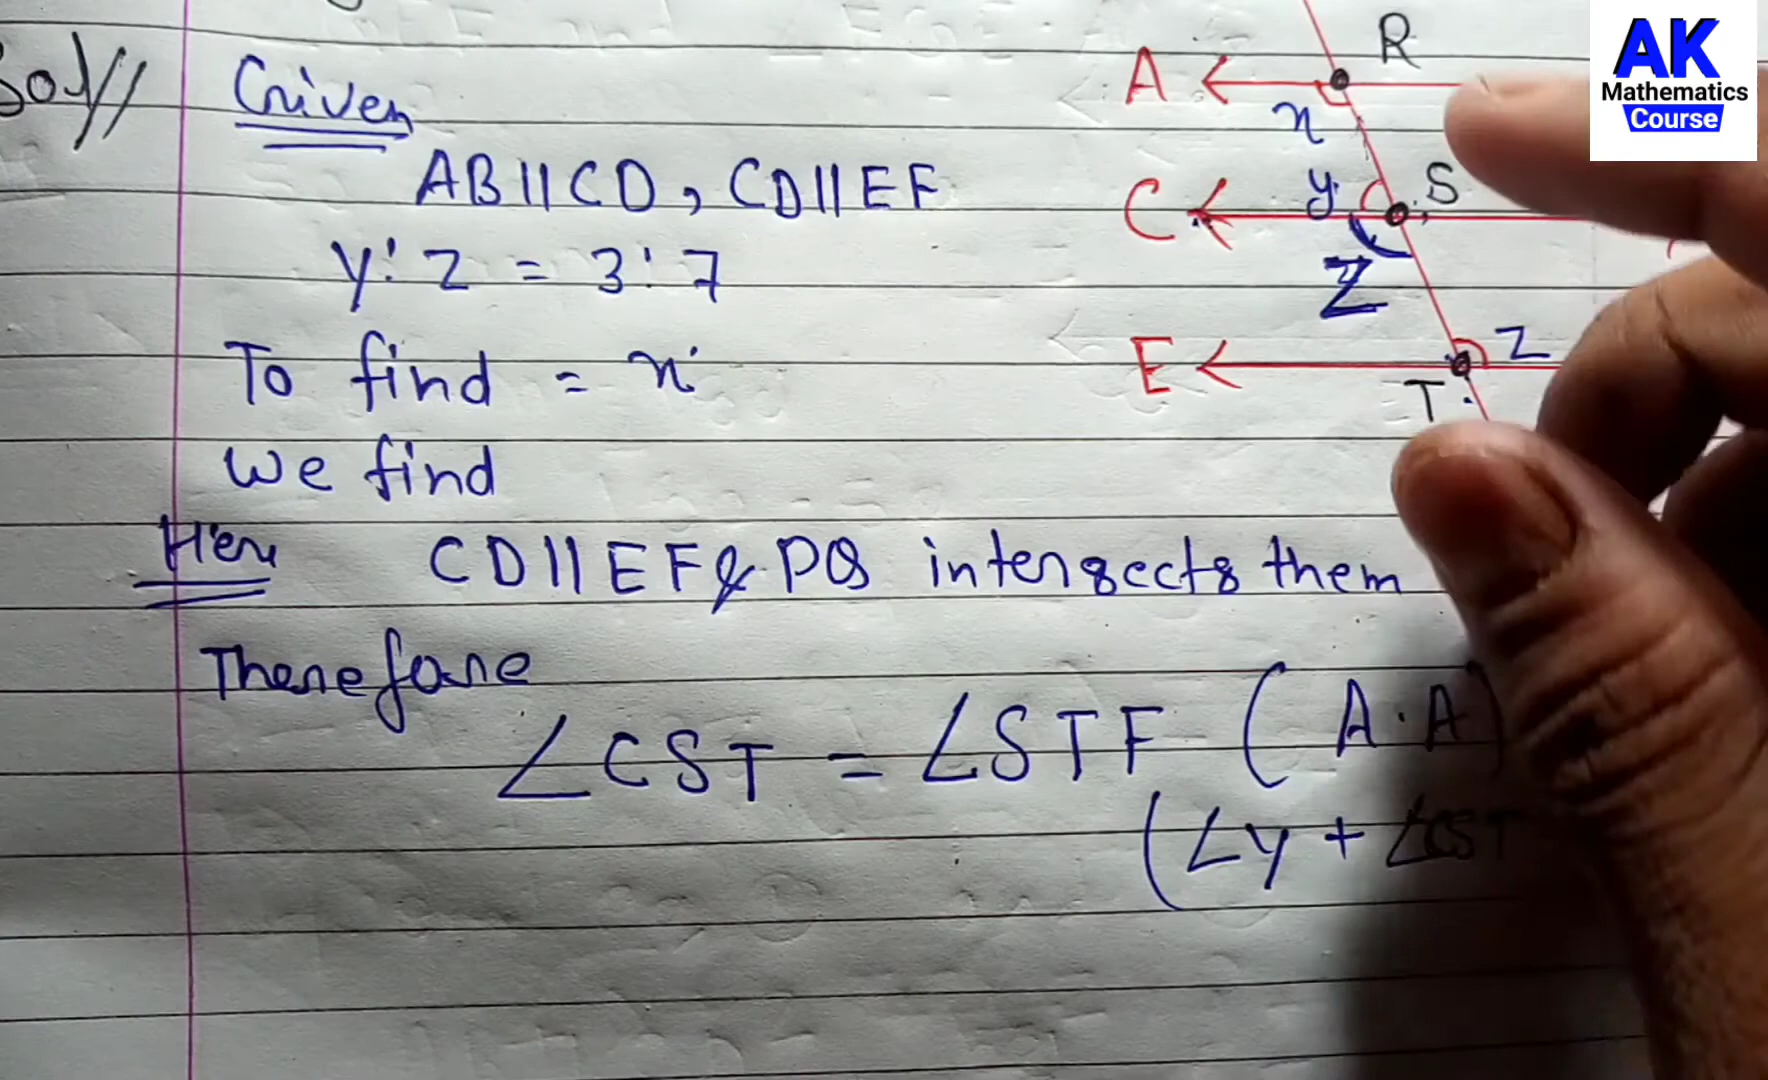 Sol//
Given
AB||CD, CD||EF
y:z = 3:7
To find = x
We find
Here CD||EF & PQ intersects them
Therefore
∠CST = ∠STF (A.A)
(∠y + ∠CST
R
A
x
y
S
C
Z
E
z
T
AK
Mathematics
Course